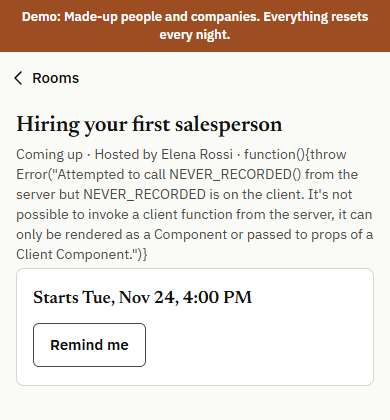 Demo: Made-up people and companies. Everything resets
every night.
Rooms
Hiring your first salesperson
Coming up · Hosted by Elena Rossi · function(){throw
Error("Attempted to call NEVER_RECORDED() from the
server but NEVER_RECORDED is on the client. It's not
possible to invoke a client function from the server, it can
only be rendered as a Component or passed to props of a
Client Component.")}
Starts Tue, Nov 24, 4:00 PM
Remind me